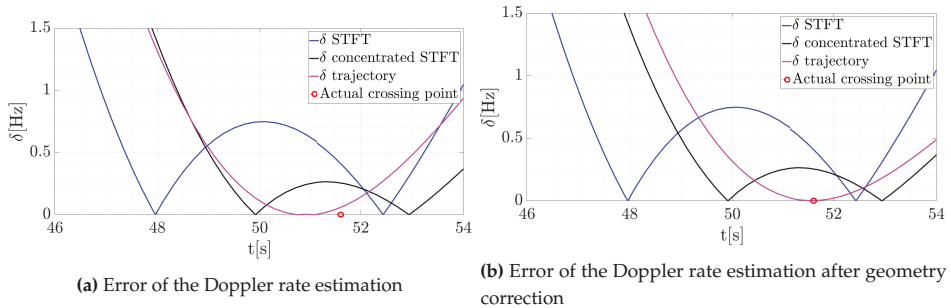 1.5
1
0.5
0
δ[Hz]
46
48
50
52
54
t[s]
δ STFT
δ concentrated STFT
δ trajectory
Actual crossing point
(a) Error of the Doppler rate estimation
1.5
1
0.5
0
δ[Hz]
46
48
50
52
54
t[s]
δ STFT
δ concentrated STFT
δ trajectory
Actual crossing point
(b) Error of the Doppler rate estimation after geometry
correction